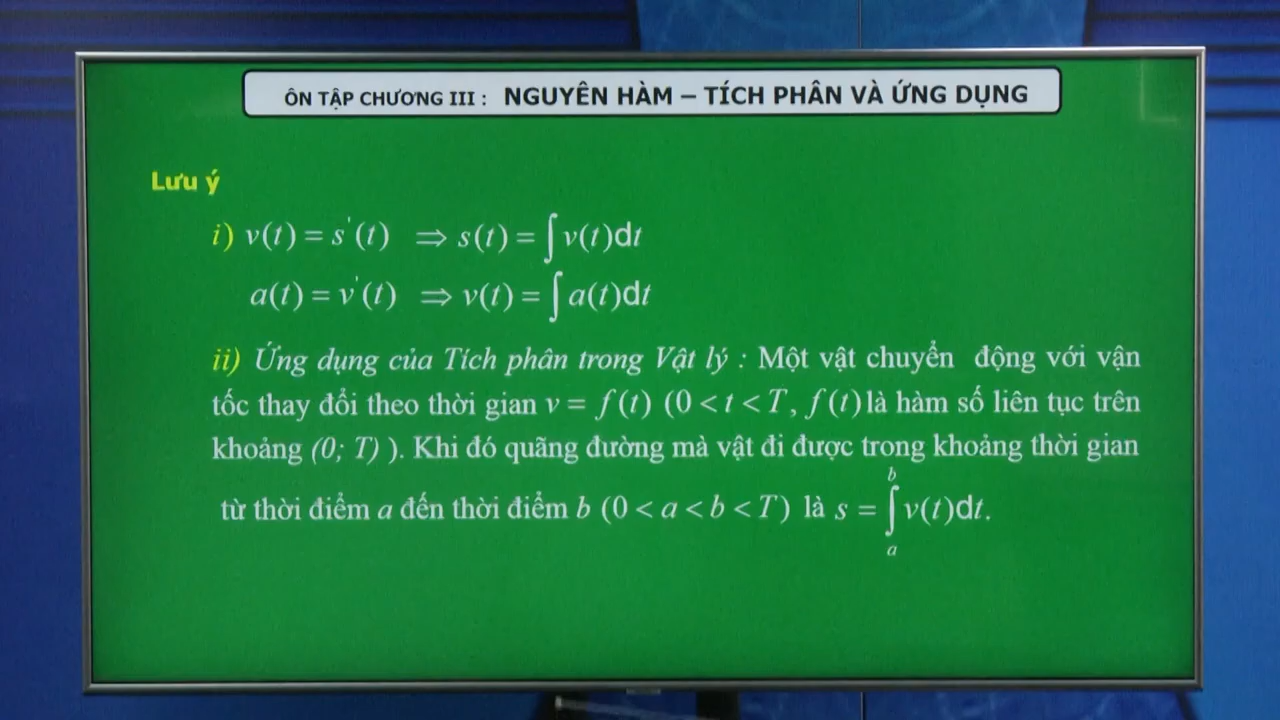 ÔN TẬP CHƯƠNG III : NGUYÊN HÀM – TÍCH PHÂN VÀ ỨNG DỤNG
Lưu ý
i) v(t) = s'(t) ⇒ s(t) = ∫ v(t)dt
a(t) = v'(t) ⇒ v(t) = ∫ a(t)dt
ii) Ứng dụng của Tích phân trong Vật lý : Một vật chuyển động với vận
tốc thay đổi theo thời gian v = f(t) (0 < t < T, f(t) là hàm số liên tục trên
khoảng (0; T) ). Khi đó quãng đường mà vật đi được trong khoảng thời gian
từ thời điểm a đến thời điểm b (0 < a < b < T) là s = ∫_a^b v(t)dt.